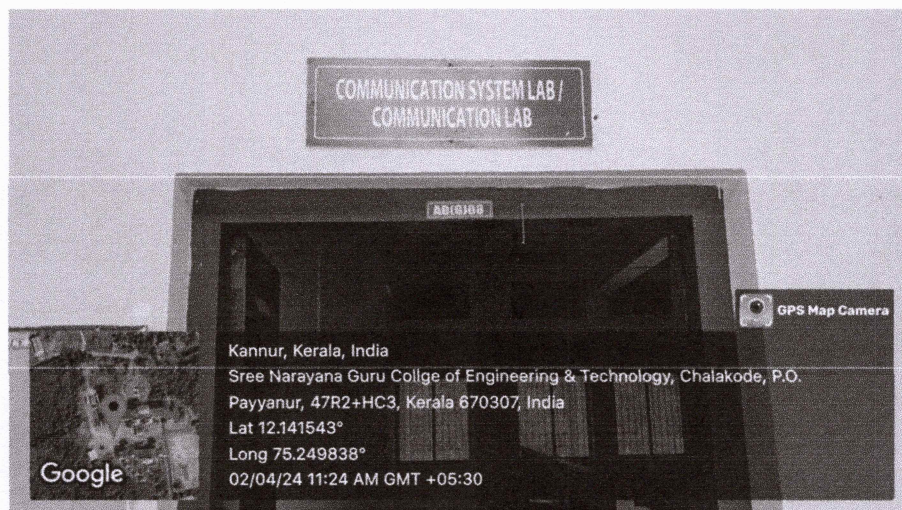 COMMUNICATION SYSTEM LAB /
COMMUNICATION LAB
AB(G)08
GPS Map Camera
Kannur, Kerala, India
Sree Narayana Guru Collge of Engineering & Technology, Chalakode, P.O.
Payyanur, 47R2+HC3, Kerala 670307, India
Lat 12.141543°
Long 75.249838°
02/04/24 11:24 AM GMT +05:30
Google